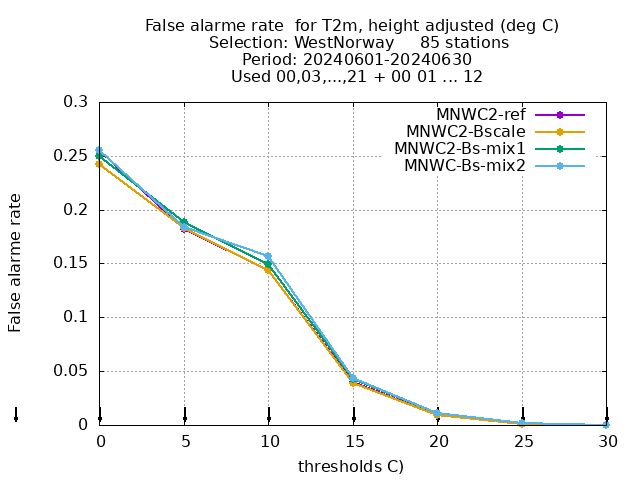 False alarme rate  for T2m, height adjusted (deg C)
Selection: WestNorway     85 stations
Period: 20240601-20240630
Used 00,03,...,21 + 00 01 ... 12
MNWC2-ref
MNWC2-Bscale
MNWC2-Bs-mix1
MNWC-Bs-mix2
False alarme rate
0.3
0.25
0.2
0.15
0.1
0.05
0
0 5 10 15 20 25 30
thresholds C)